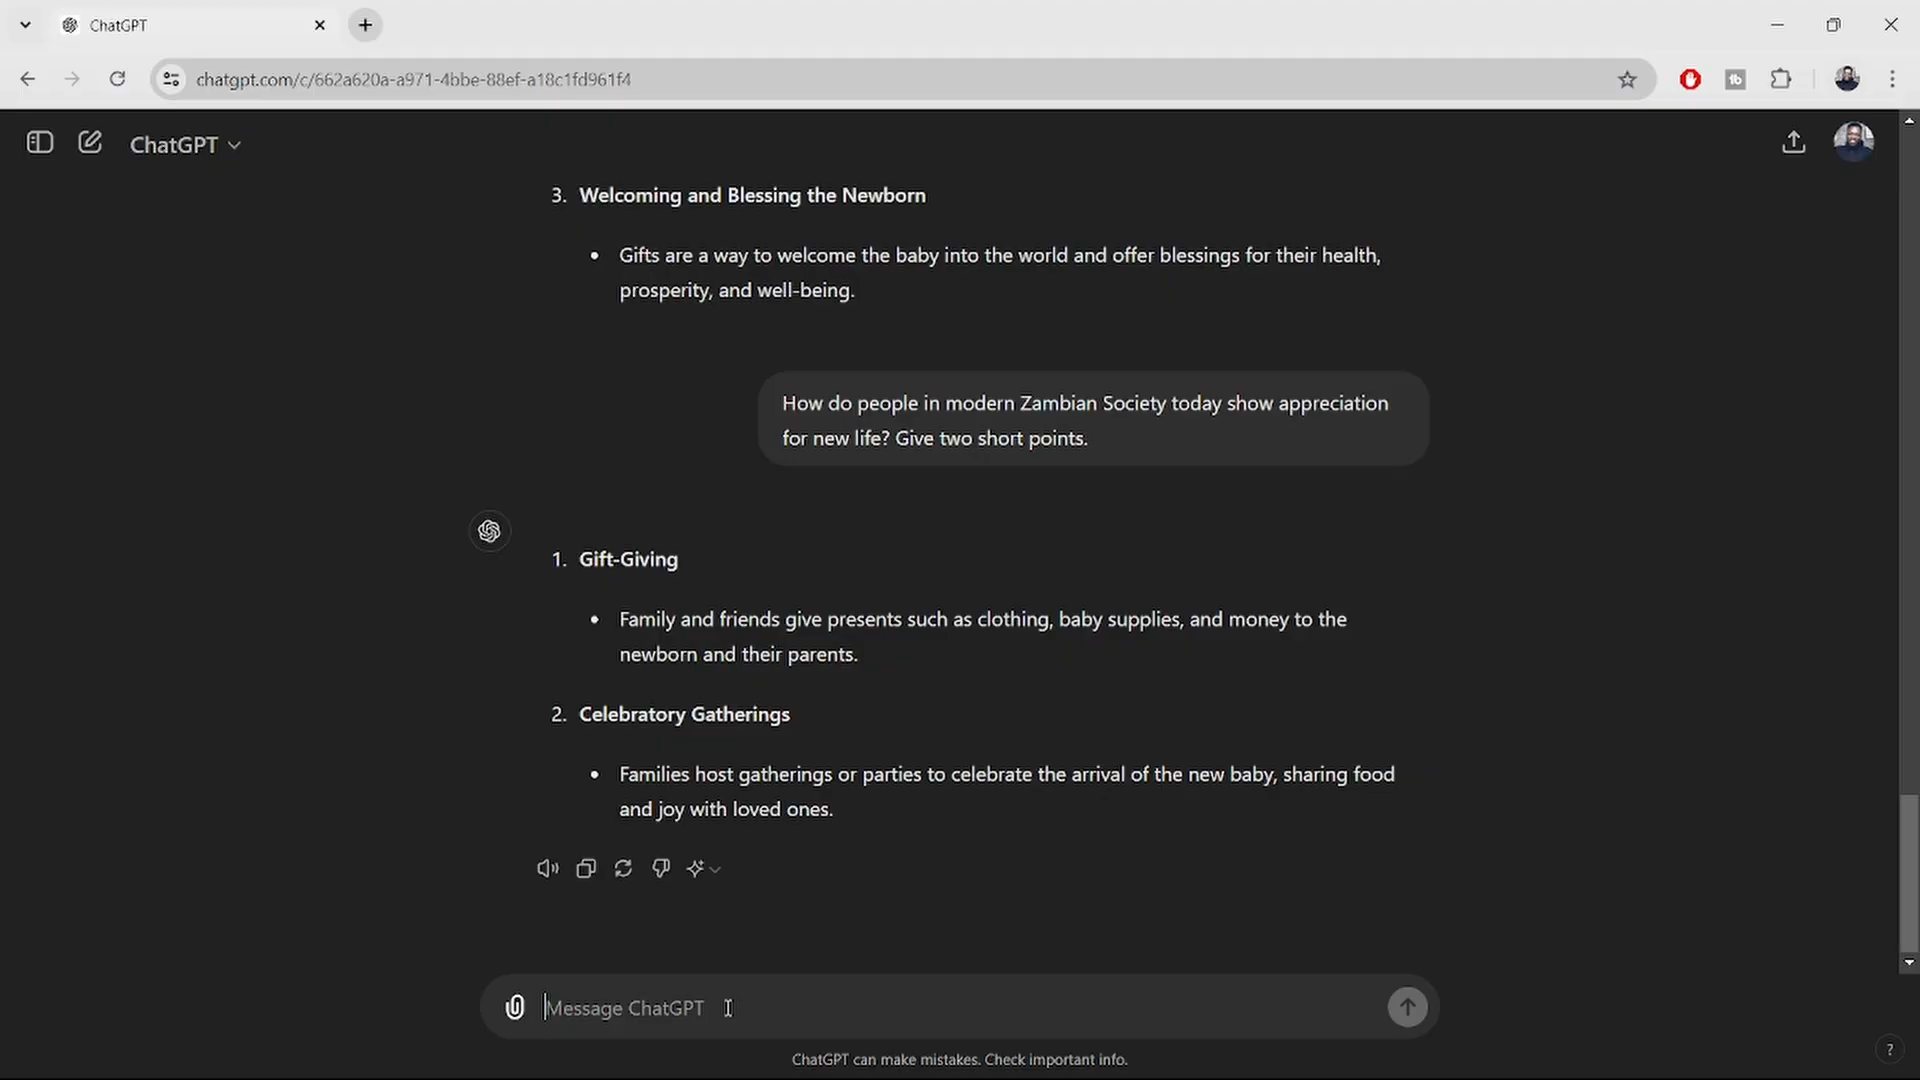 ChatGPT
chatgpt.com/c/662a620a-a971-4bbe-88ef-a18c1fd961f4
ChatGPT
3. Welcoming and Blessing the Newborn
• Gifts are a way to welcome the baby into the world and offer blessings for their health,
prosperity, and well-being.
How do people in modern Zambian Society today show appreciation
for new life? Give two short points.
1. Gift-Giving
• Family and friends give presents such as clothing, baby supplies, and money to the
newborn and their parents.
2. Celebratory Gatherings
• Families host gatherings or parties to celebrate the arrival of the new baby, sharing food
and joy with loved ones.
Message ChatGPT
ChatGPT can make mistakes. Check important info.
?